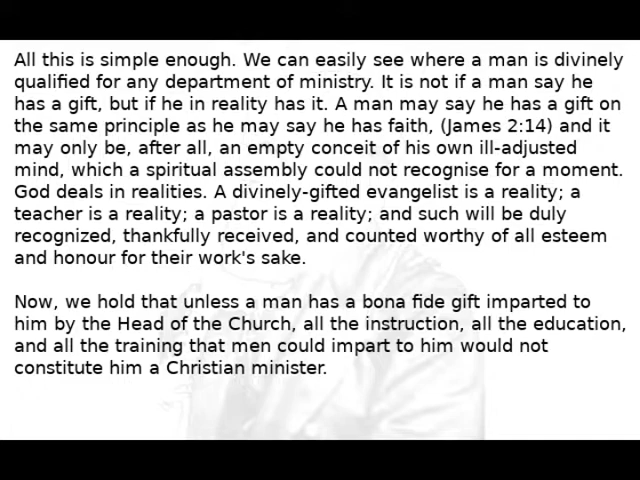 All this is simple enough. We can easily see where a man is divinely
qualified for any department of ministry. It is not if a man say he
has a gift, but if he in reality has it. A man may say he has a gift on
the same principle as he may say he has faith, (James 2:14) and it
may only be, after all, an empty conceit of his own ill-adjusted
mind, which a spiritual assembly could not recognise for a moment.
God deals in realities. A divinely-gifted evangelist is a reality; a
teacher is a reality; a pastor is a reality; and such will be duly
recognized, thankfully received, and counted worthy of all esteem
and honour for their work's sake.
Now, we hold that unless a man has a bona fide gift imparted to
him by the Head of the Church, all the instruction, all the education,
and all the training that men could impart to him would not
constitute him a Christian minister.